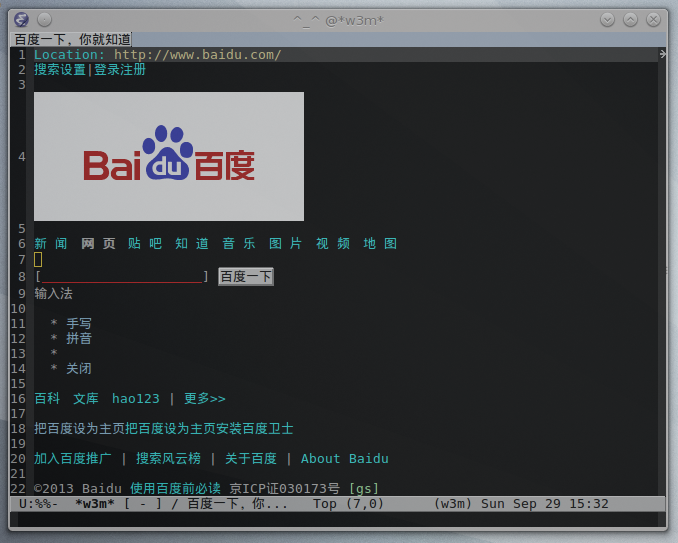 ^_^ @*w3m*
百度一下，你就知道
1 Location: http://www.baidu.com/
2 搜索设置|登录注册
3
4 Bai du 百度
5
6 新 闻 网 页 贴 吧 知 道 音 乐 图 片 视 频 地 图
7
8 [_____________________] 百度一下
9 输入法
10
11 * 手写
12 * 拼音
13 *
14 * 关闭
15
16 百科 文库 hao123 | 更多>>
17
18 把百度设为主页把百度设为主页安装百度卫士
19
20 加入百度推广 | 搜索风云榜 | 关于百度 | About Baidu
21
22 ©2013 Baidu 使用百度前必读 京ICP证030173号 [gs]
U:%%- *w3m* [ - ] / 百度一下，你... Top (7,0) (w3m) Sun Sep 29 15:32